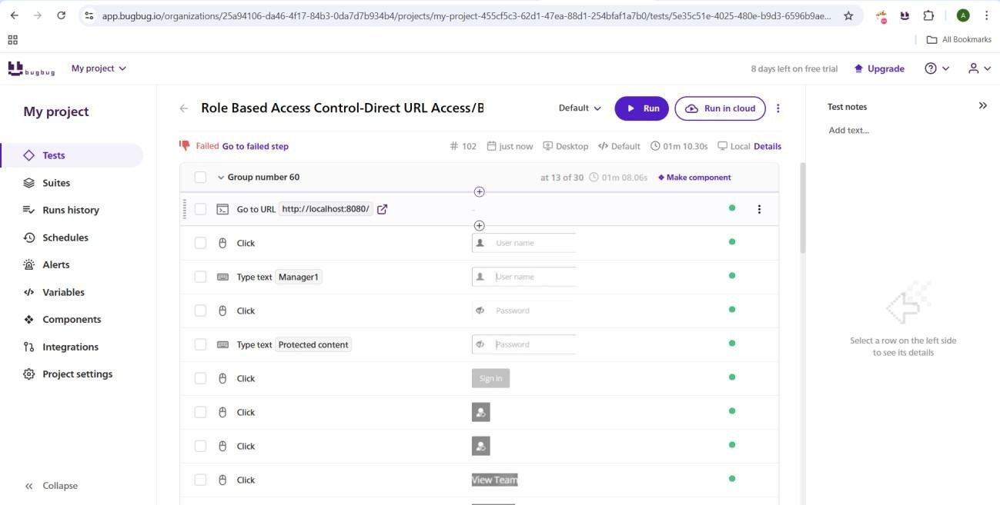 app.bugbug.io/organizations/25a94106-da46-4f17-84b3-0da7d7b934b4/projects/my-project-455cf5c3-62d1-47ea-88d1-254bfaf1a7b0/tests/5e35c51e-4025-480e-b9d3-6596b9ae...
A
All Bookmarks
bugbug
My project
8 days left on free trial
Upgrade
My project
Tests
Suites
Runs history
Schedules
Alerts
Variables
Components
Integrations
Project settings
Collapse
Role Based Access Control-Direct URL Access/B
Default
Run
Run in cloud
Failed Go to failed step
# 102 just now Desktop Default 01m 10.30s Local Details
Group number 60 at 13 of 30 01m 08.06s Make component
Go to URL http://localhost:8080/ -
Click User name
Type text Manager1 User name
Click Password
Type text Protected content Password
Click Sign in
Click
Click
Click View Team
Test notes
Add text...
Select a row on the left side
to see its details